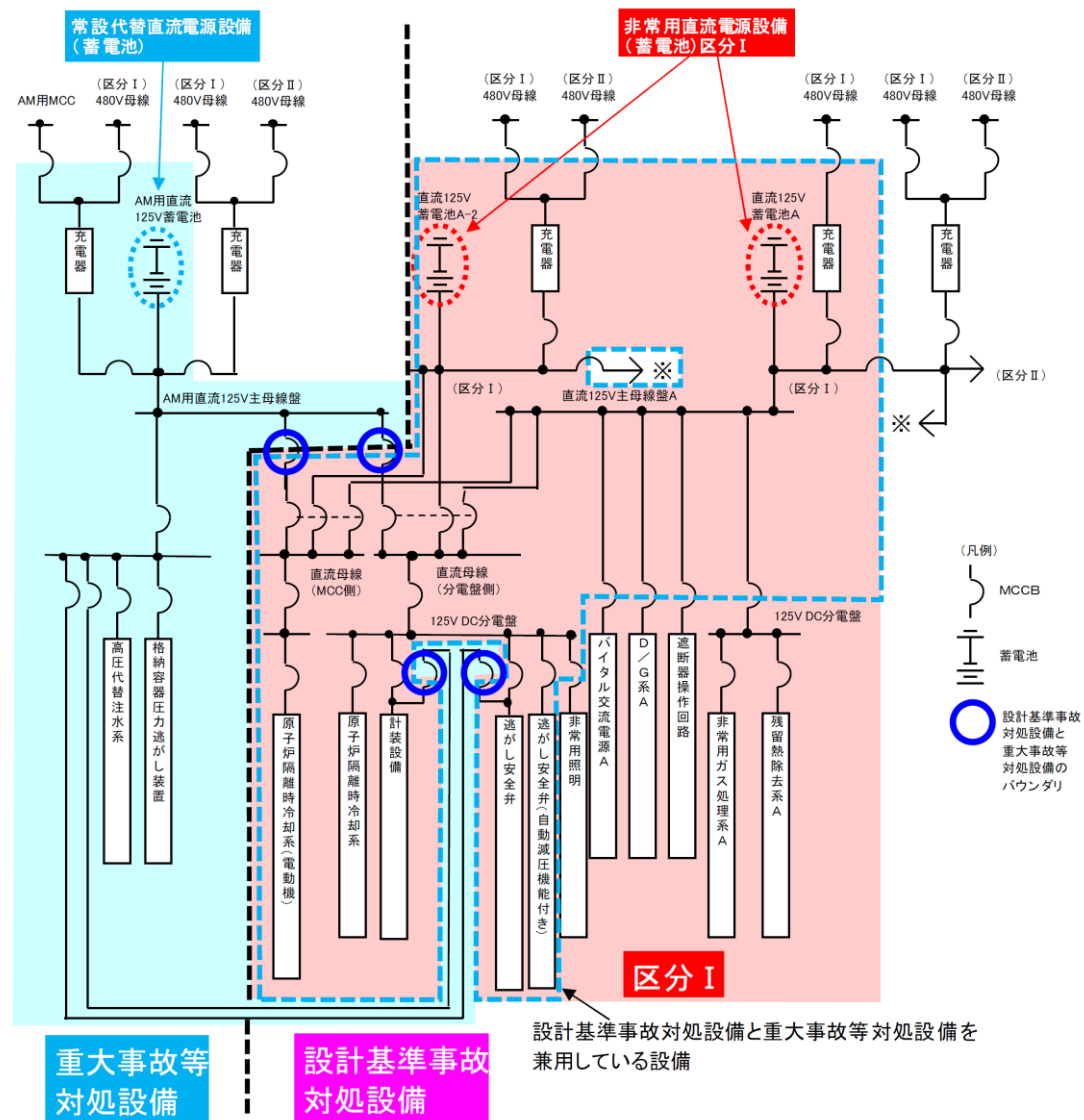 常設代替直流電源設備
(蓄電池)
非常用直流電源設備
(蓄電池)区分Ⅰ
AM用MCC
(区分Ⅰ)
480V母線
(区分Ⅰ)
480V母線
(区分Ⅱ)
480V母線
(区分Ⅰ)
480V母線
(区分Ⅱ)
480V母線
(区分Ⅰ)
480V母線
(区分Ⅰ)
480V母線
(区分Ⅱ)
480V母線
AM用直流
125V蓄電池
直流125V
蓄電池A-2
直流125V
蓄電池A
充電器
充電器
充電器
充電器
充電器
(区分Ⅰ)
※
(区分Ⅰ)
(区分Ⅱ)
AM用直流125V主母線盤
直流125V主母線盤A
※
直流母線
(MCC側)
直流母線
(分電盤側)
(凡例)
MCCB
蓄電池
設計基準事故
対処設備と
重大事故等
対処設備の
バウンダリ
125V DC分電盤
125V DC分電盤
高圧代替注水系
格納容器圧力逃がし装置
原子炉隔離時冷却系(電動機)
原子炉隔離時冷却系
計装設備
逃がし安全弁
逃がし安全弁(自動減圧機能付き)
非常用照明
バイタル交流電源A
D/G系A
遮断器操作回路
非常用ガス処理系A
残留熱除去系A
区分Ⅰ
設計基準事故対処設備と重大事故等対処設備を
兼用している設備
重大事故等
対処設備
設計基準事故
対処設備